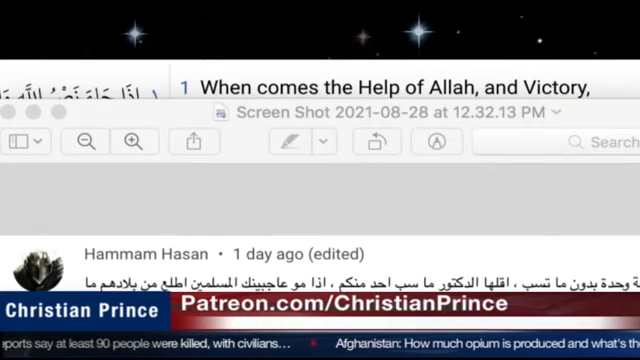 إِذَا جَاءَ نَصْرُ اللَّهِ
1 When comes the Help of Allah, and Victory,
Screen Shot 2021-08-28 at 12.32.13 PM
Search
Hammam Hasan • 1 day ago (edited)
وحدة بدون ما تسب ، اقلها الدكتور ما سب احد منكم ، اذا مو عاجبينك المسلمين اطلع من بلادهم ما
Christian Prince
Patreon.com/ChristianPrince
eports say at least 90 people were killed, with civilians...
Afghanistan: How much opium is produced and what's th